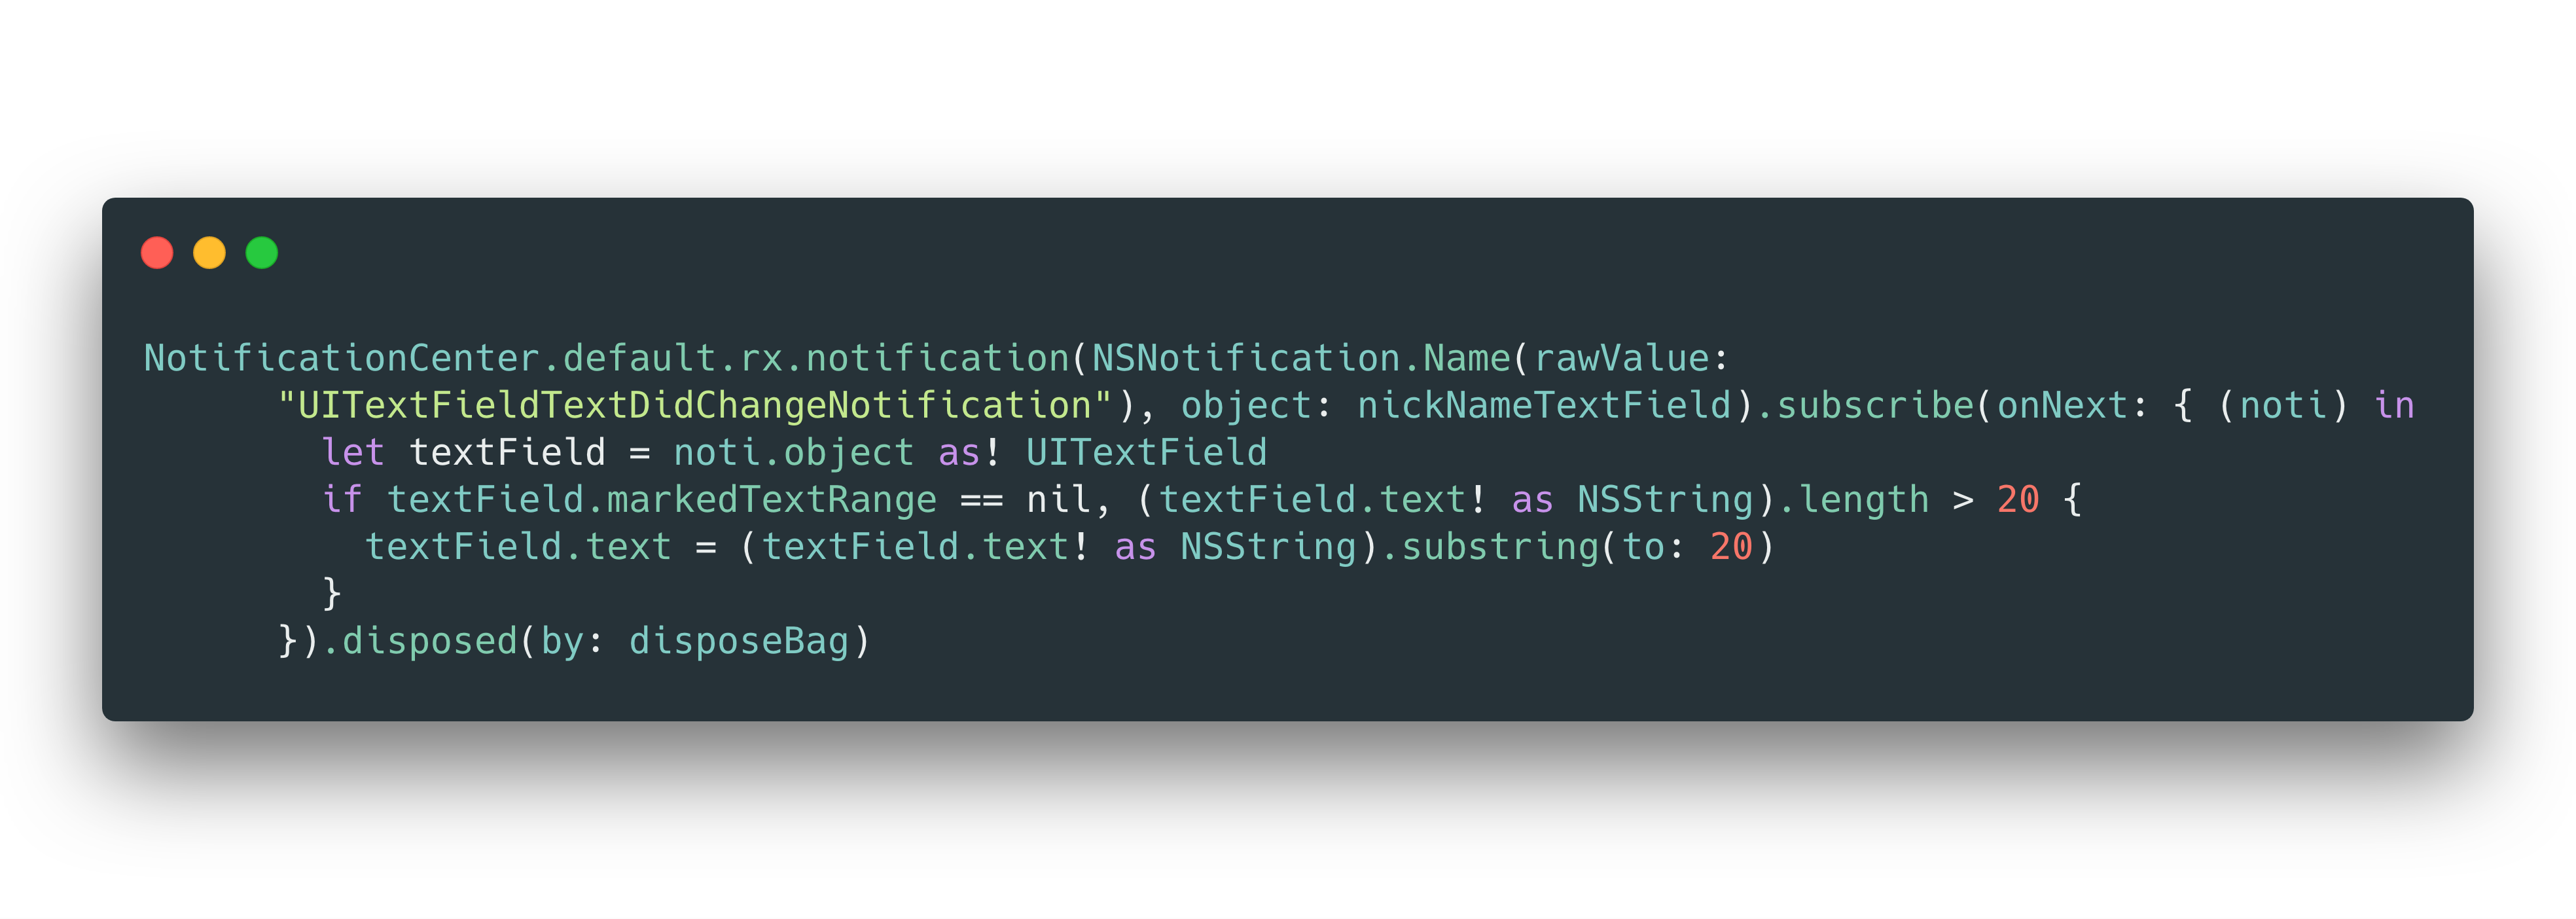 NotificationCenter.default.rx.notification(NSNotification.Name(rawValue:
"UITextFieldTextDidChangeNotification"), object: nickNameTextField).subscribe(onNext: { (noti) in
let textField = noti.object as! UITextField
if textField.markedTextRange == nil, (textField.text! as NSString).length > 20 {
textField.text = (textField.text! as NSString).substring(to: 20)
}
}).disposed(by: disposeBag)